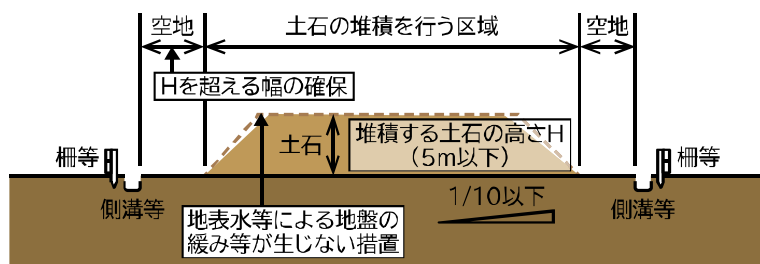 空地
土石の堆積を行う区域
空地
Hを超える幅の確保
土石
堆積する土石の高さH
（5m以下）
柵等
柵等
側溝等
1/10以下
側溝等
地表水等による地盤の
緩み等が生じない措置